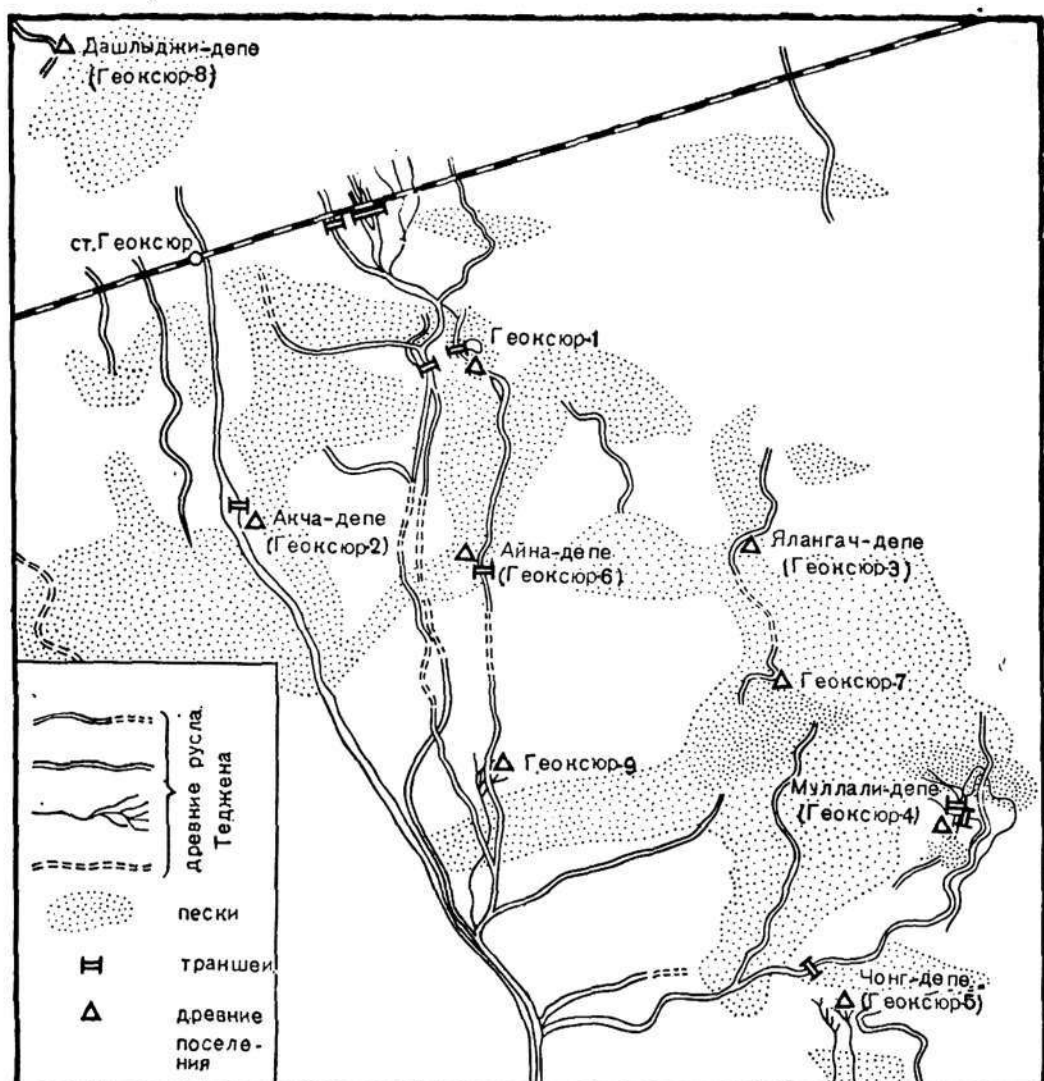 Дашлыджи-депе
(Геоксюр-8)
ст. Геоксюр
Геоксюр-1
Акча-депе
(Геоксюр-2)
Айна-депе
(Геоксюр-6)
Ялангач-депе
(Геоксюр-3)
Геоксюр-7
Геоксюр-9
Муллали-депе
(Геоксюр-4)
Чонг-депе
(Геоксюр-5)
древние русла
Теджена
пески
траншеи
древние
поселе-
ния